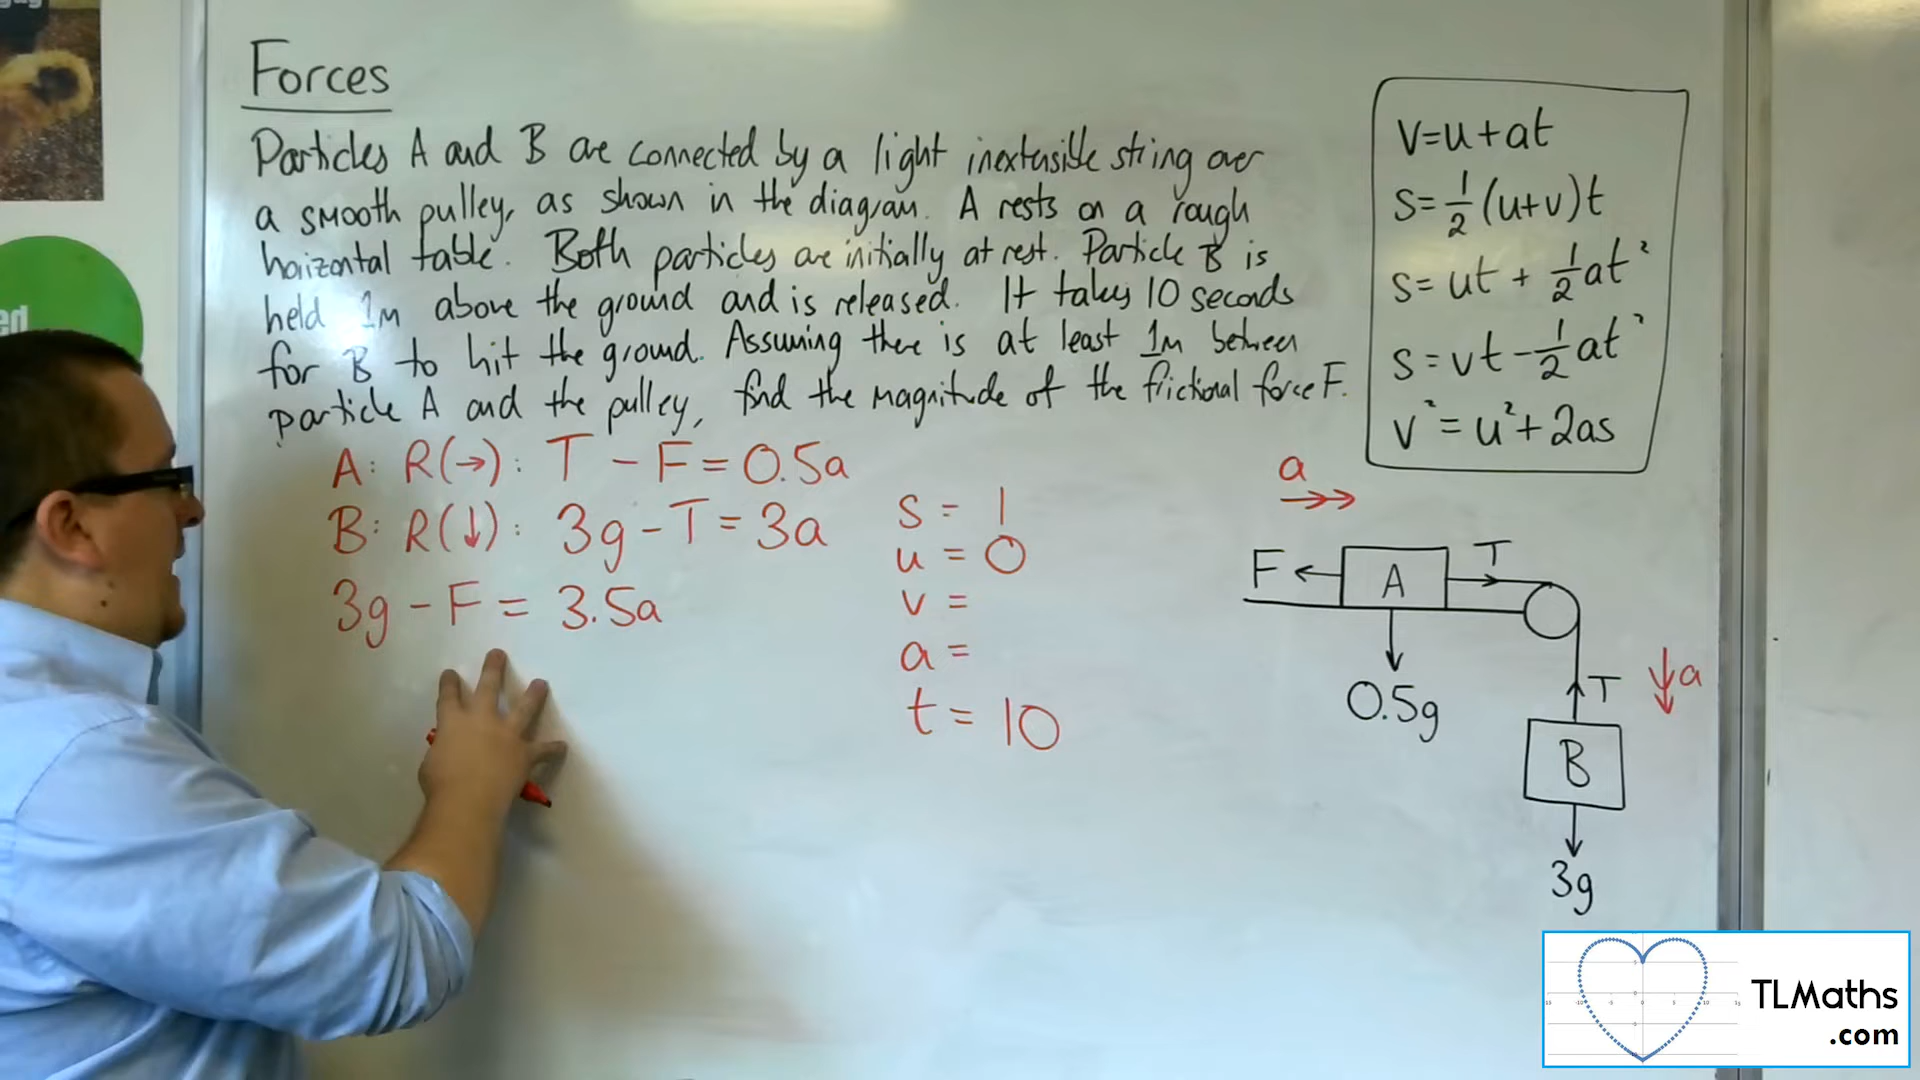 Forces
Particles A and B are connected by a light inextensible string over
a smooth pulley, as shown in the diagram. A rests on a rough
horizontal table. Both particles are initially at rest. Particle B is
held 1m above the ground and is released. It takes 10 seconds
for B to hit the ground. Assuming there is at least 1m between
particle A and the pulley, find the magnitude of the frictional force F.
A: R(→): T - F = 0.5a
B: R(↓): 3g - T = 3a
3g - F = 3.5a
s = 1
u = 0
v =
a =
t = 10
v=u+at
s=½(u+v)t
s=ut+½at²
s=vt-½at²
v²=u²+2as
a
F
A
T
0.5g
T
a
B
3g
TLMaths
.com